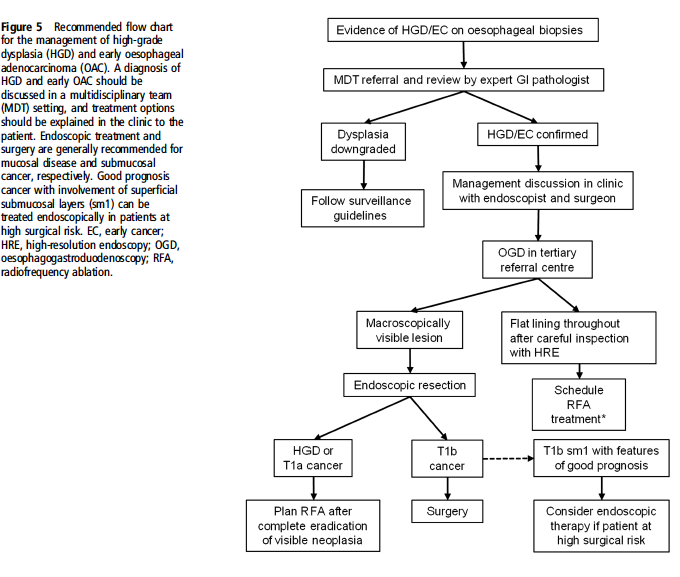 Figure 5 Recommended flow chart
for the management of high-grade
dysplasia (HGD) and early oesophageal
adenocarcinoma (OAC). A diagnosis of
HGD and early OAC should be
discussed in a multidisciplinary team
(MDT) setting, and treatment options
should be explained in the clinic to the
patient. Endoscopic treatment and
surgery are generally recommended for
mucosal disease and submucosal
cancer, respectively. Good prognosis
cancer with involvement of superficial
submucosal layers (sm1) can be
treated endoscopically in patients at
high surgical risk. EC, early cancer;
HRE, high-resolution endoscopy; OGD,
oesophagogastroduodenoscopy; RFA,
radiofrequency ablation.
Evidence of HGD/EC on oesophageal biopsies
MDT referral and review by expert GI pathologist
Dysplasia
downgraded
HGD/EC confirmed
Follow surveillance
guidelines
Management discussion in clinic
with endoscopist and surgeon
OGD in tertiary
referral centre
Macroscopically
visible lesion
Flat lining throughout
after careful inspection
with HRE
Endoscopic resection
Schedule
RFA
treatment*
HGD or
T1a cancer
T1b
cancer
T1b sm1 with features
of good prognosis
Plan RFA after
complete eradication
of visible neoplasia
Surgery
Consider endoscopic
therapy if patient at
high surgical risk